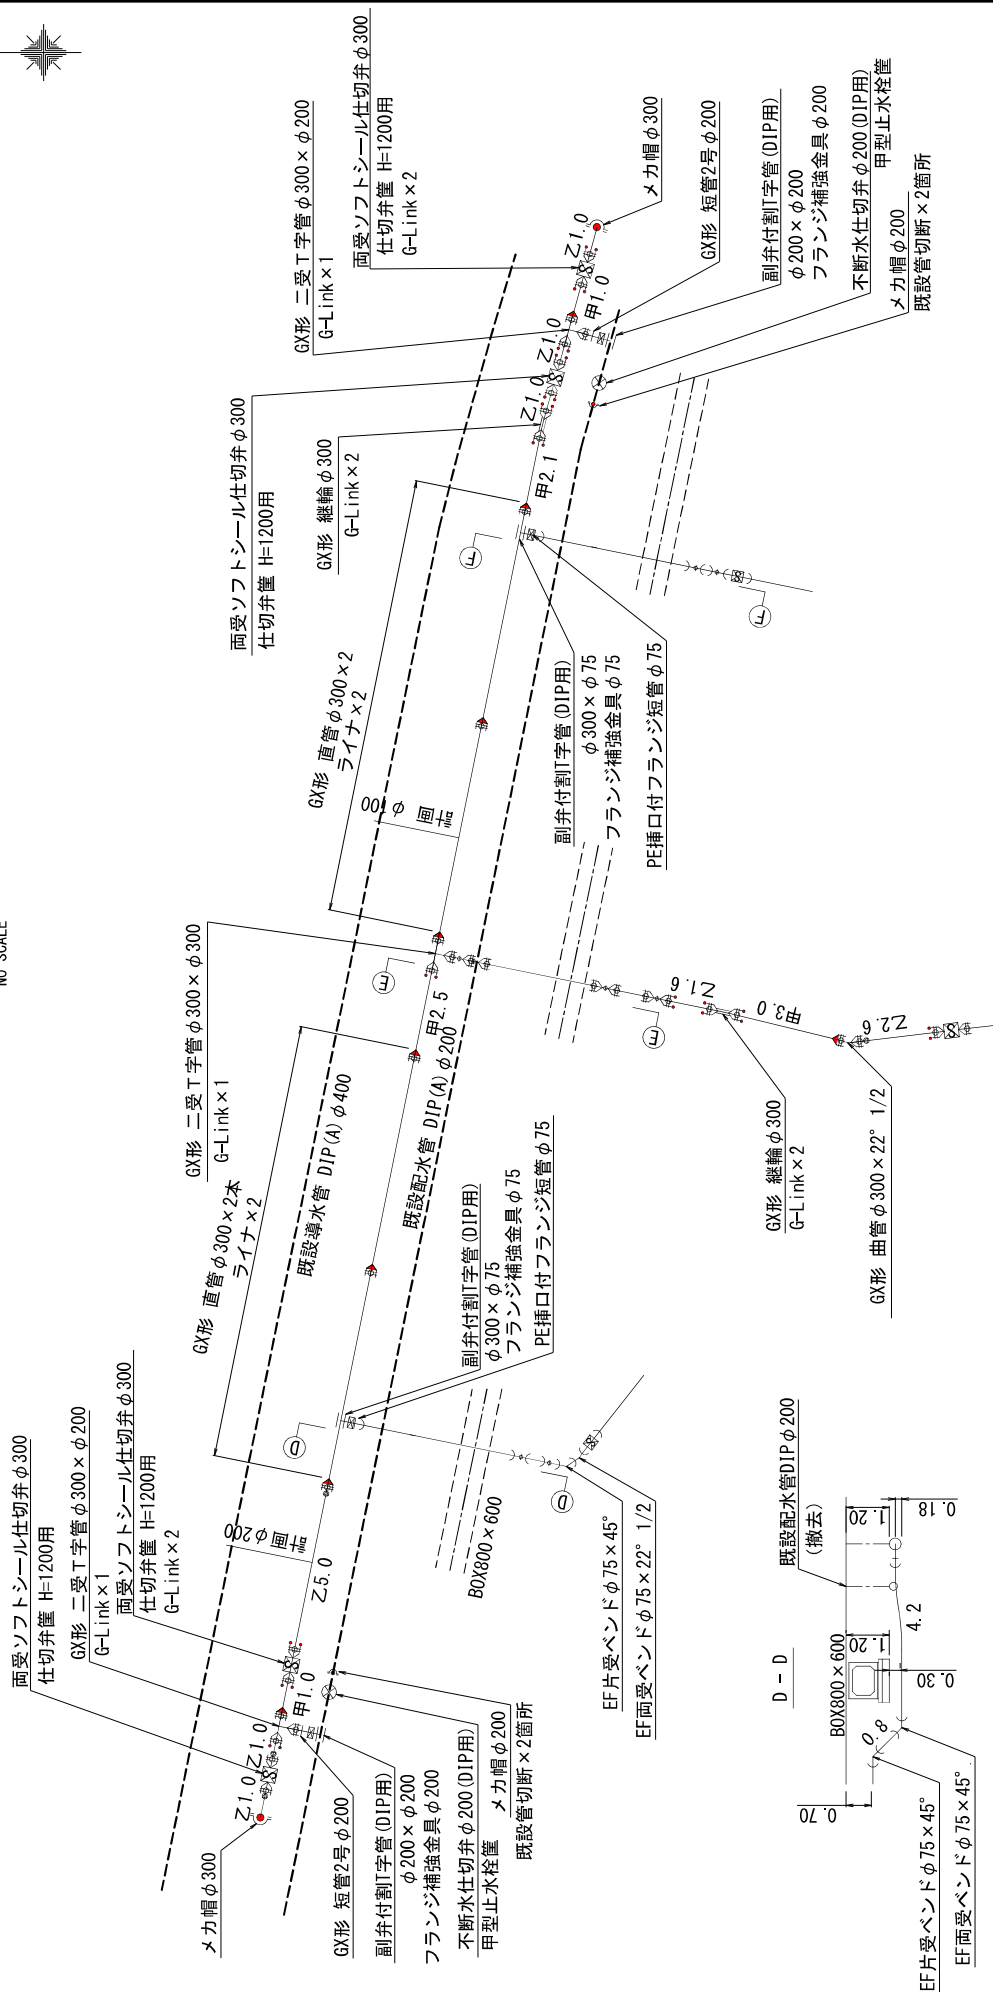 NO SCALE
両受ソフトシール仕切弁φ300
仕切弁筐 H=1200用
GX形 二受T字管φ300×φ200
G-Link×1
両受ソフトシール仕切弁φ300
仕切弁筐 H=1200用
G-Link×2
GX形 直管φ300×2本
ライナ×2
GX形 二受T字管φ300×φ300
G-Link×1
GX形 直管φ300×2
ライナ×2
両受ソフトシール仕切弁φ300
仕切弁筐 H=1200用
GX形 継輪φ300
G-Link×2
GX形 二受T字管φ300×φ200
G-Link×1
両受ソフトシール仕切弁φ300
仕切弁筐 H=1200用
G-Link×2
メカ帽φ300
乙1.0
乙1.0
甲1.0
乙5.0
計画φ200
既設導水管 DIP(A)φ400
既設配水管 DIP(A)φ200
甲2.5
計画 φ100
甲2.1
乙1.0
乙1.0
甲1.0
乙1.0
メカ帽φ300
GX形 短管2号φ200
副弁付割T字管(DIP用)
φ200×φ200
フランジ補強金具φ200
不断水仕切弁φ200(DIP用)
甲型止水栓筐
メカ帽φ200
既設管切断×2箇所
D
D
BOX800×600
副弁付割T字管(DIP用)
φ300×φ75
フランジ補強金具φ75
PE挿口付フランジ短管φ75
EF片受ベンドφ75×45°
EF両受ベンドφ75×22°1/2
E
E
乙1.6
甲3.0
乙2.6
GX形 継輪φ300
G-Link×2
GX形 曲管φ300×22°1/2
F
F
副弁付割T字管(DIP用)
φ300×φ75
フランジ補強金具φ75
PE挿口付フランジ短管φ75
GX形 短管2号φ200
副弁付割T字管(DIP用)
φ200×φ200
フランジ補強金具φ200
不断水仕切弁φ200(DIP用)
甲型止水栓筐
メカ帽φ200
既設管切断×2箇所
D - D
BOX800×600
既設配水管DIPφ200
(撤去)
0.70
0.8
0.30
1.20
4.2
1.20
0.18
EF片受ベンドφ75×45°
EF両受ベンドφ75×45°